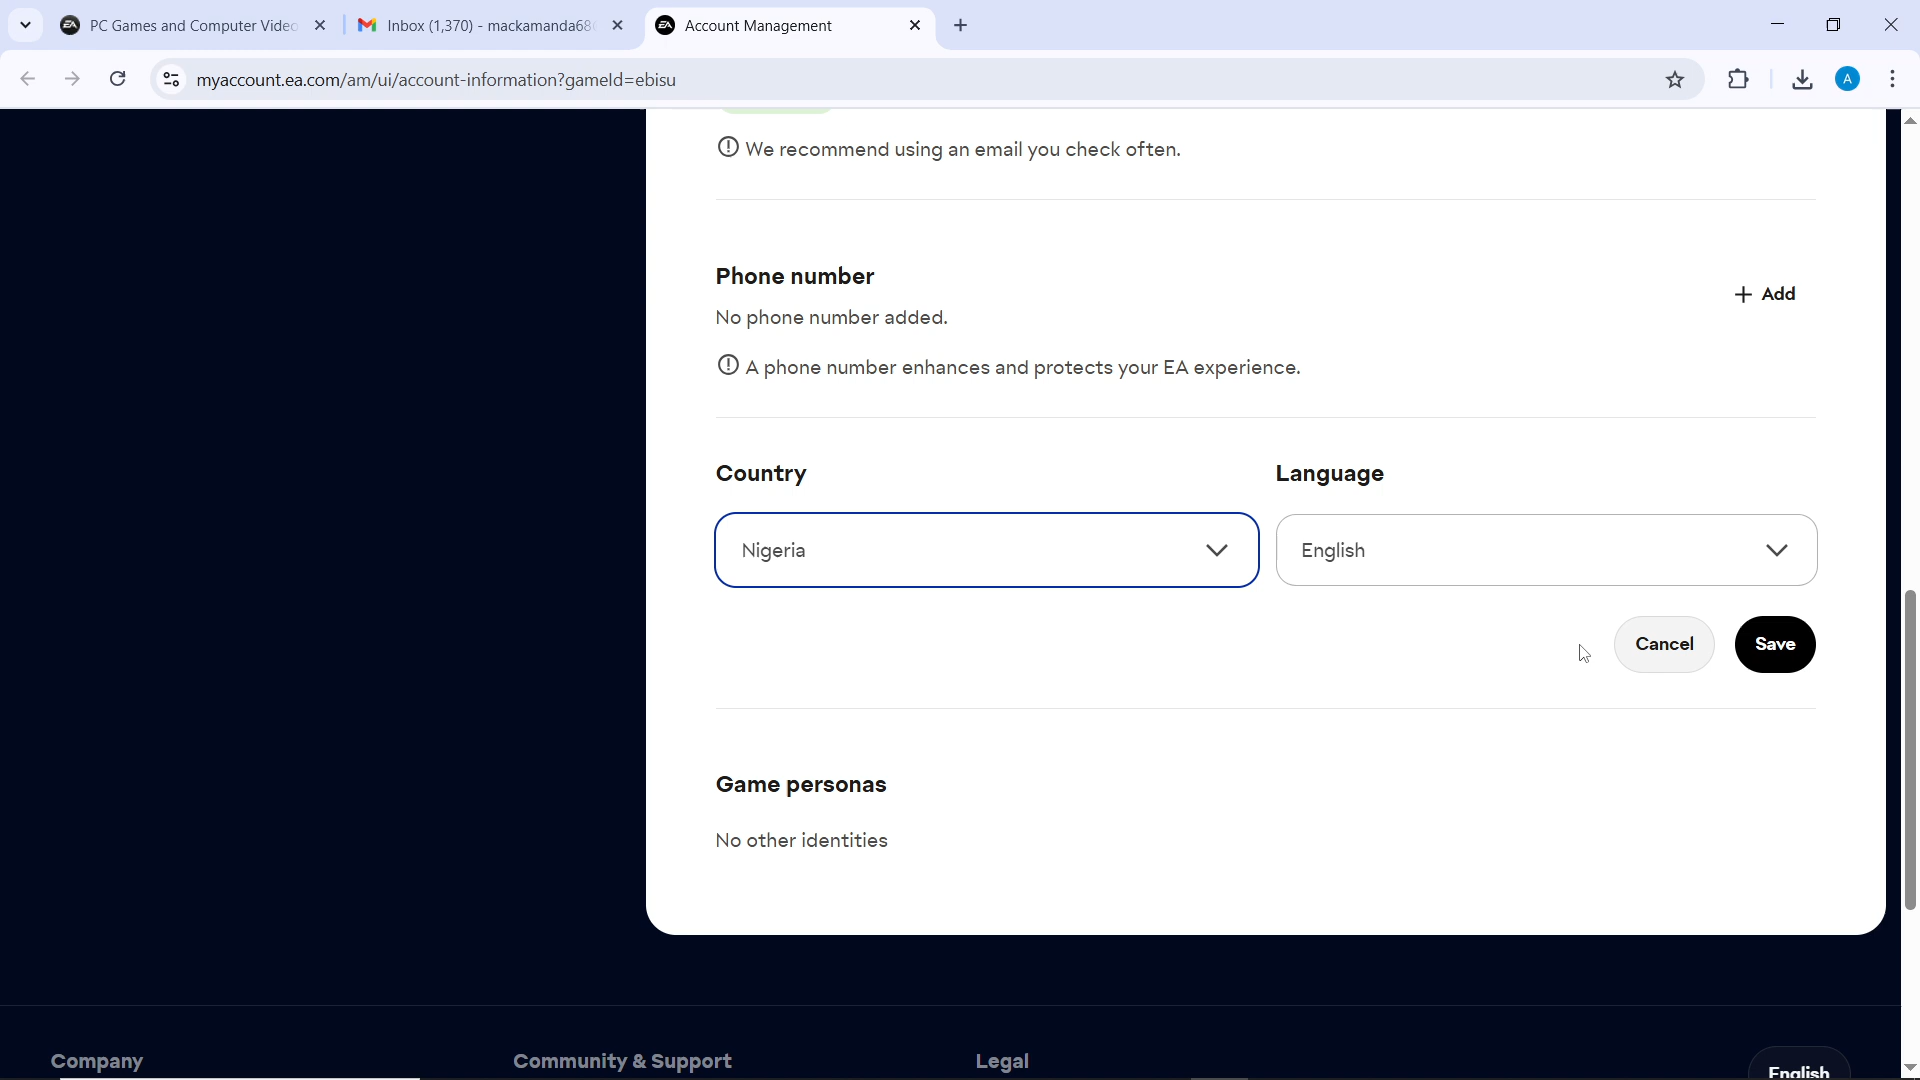 PC Games and Computer Video
Inbox (1,370) - mackamanda68
Account Management
myaccount.ea.com/am/ui/account-information?gameId=ebisu
A
We recommend using an email you check often.
Phone number
+ Add
No phone number added.
A phone number enhances and protects your EA experience.
Country
Language
Nigeria
English
Cancel
Save
Game personas
No other identities
Company
Community & Support
Legal
English